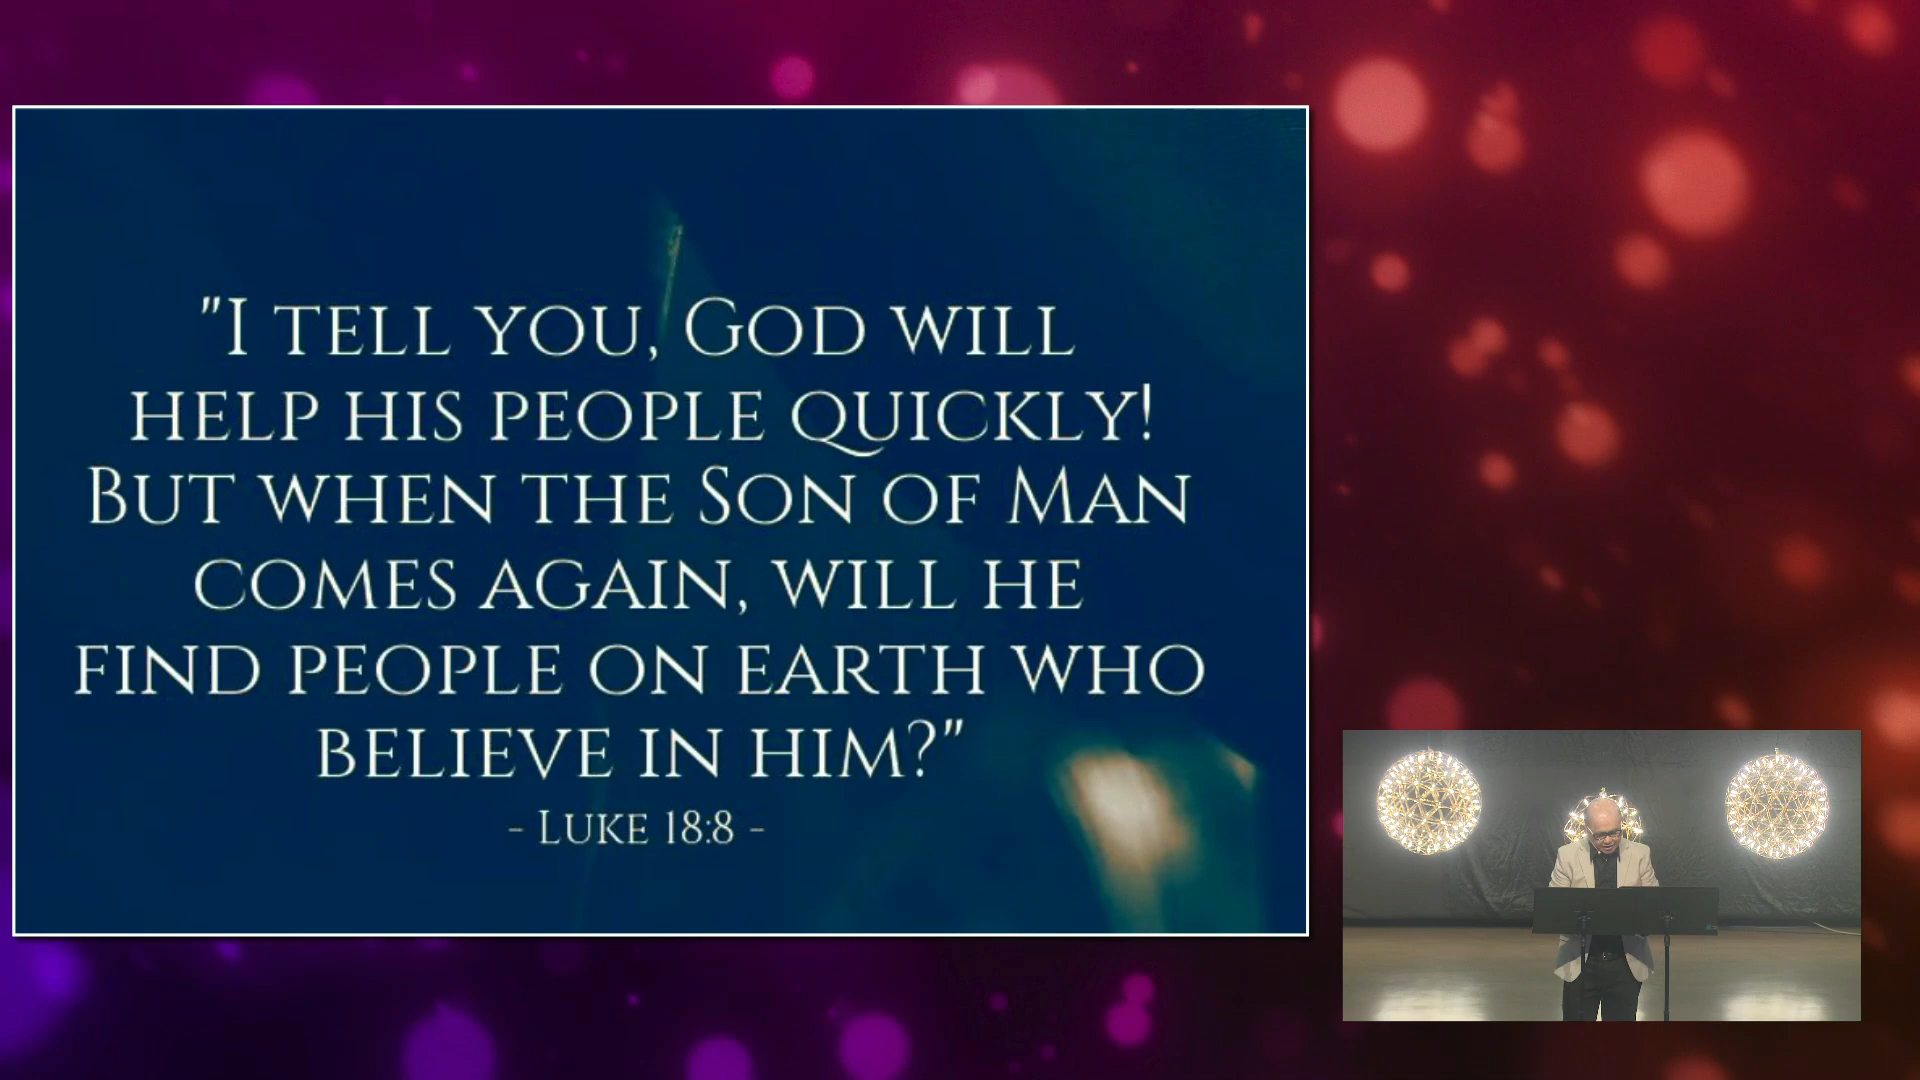 "I TELL YOU, GOD WILL
HELP HIS PEOPLE QUICKLY!
BUT WHEN THE SON OF MAN
COMES AGAIN, WILL HE
FIND PEOPLE ON EARTH WHO
BELIEVE IN HIM?"
- LUKE 18:8 -